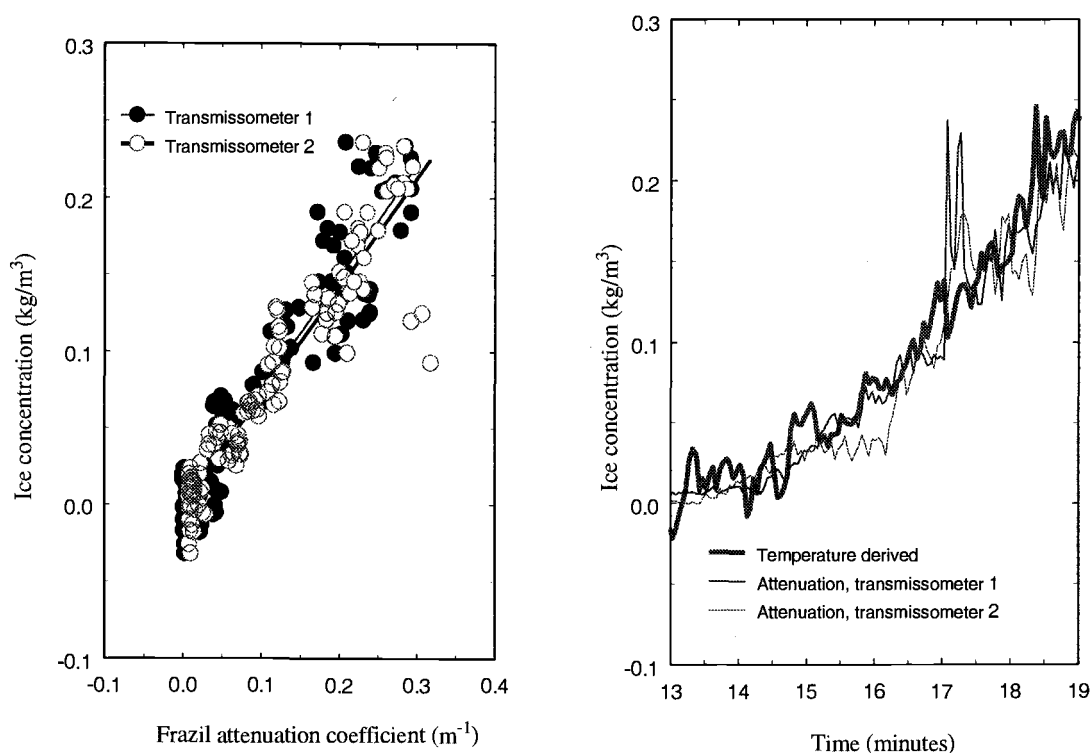 0.3
0.2
0.1
0.0
-0.1
Ice concentration (kg/m³)
Transmissometer 1
Transmissometer 2
-0.1 0.0 0.1 0.2 0.3 0.4
Frazil attenuation coefficient (m⁻¹)
0.3
0.2
0.1
0.0
-0.1
Ice concentration (kg/m³)
Temperature derived
Attenuation, transmissometer 1
Attenuation, transmissometer 2
13 14 15 16 17 18 19
Time (minutes)